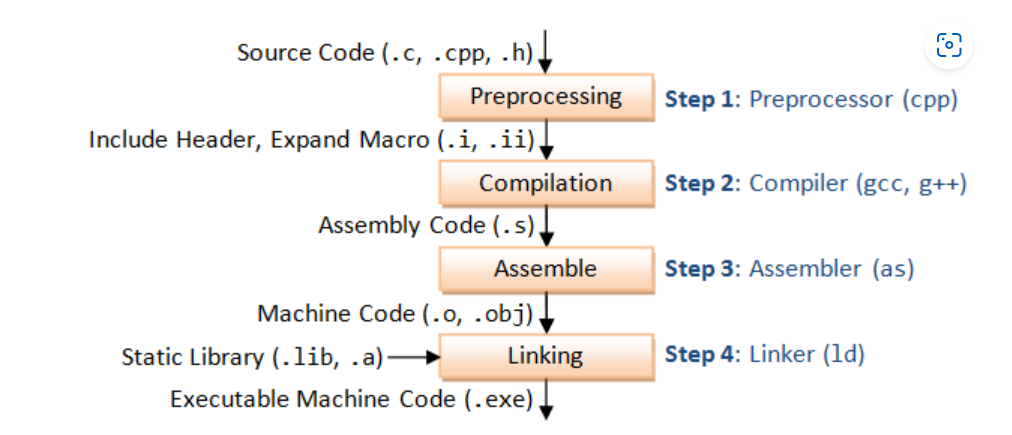 Source Code (.c, .cpp, .h)
Preprocessing
Step 1: Preprocessor (cpp)
Include Header, Expand Macro (.i, .ii)
Compilation
Step 2: Compiler (gcc, g++)
Assembly Code (.s)
Assemble
Step 3: Assembler (as)
Machine Code (.o, .obj)
Static Library (.lib, .a)
Linking
Step 4: Linker (ld)
Executable Machine Code (.exe)